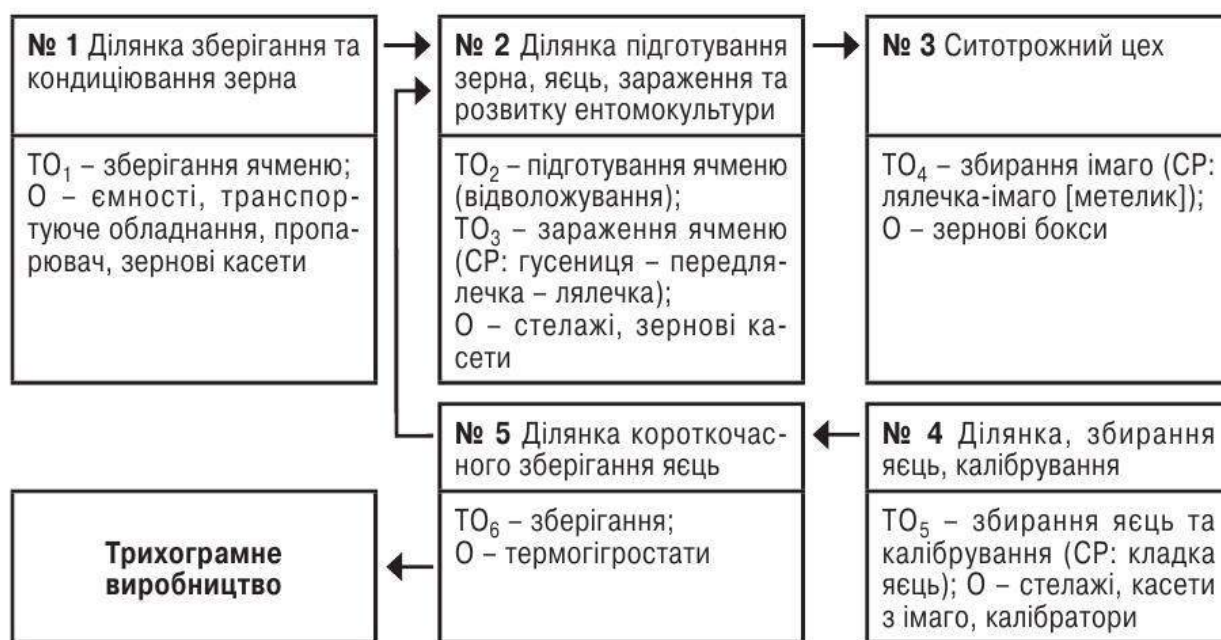 № 1 Ділянка зберігання та
кондиціювання зерна
ТО₁ – зберігання ячменю;
О – ємності, транспор-
туюче обладнання, пропа-
рювач, зернові касети
№ 2 Ділянка підготування
зерна, яєць, зараження та
розвитку ентомокультури
ТО₂ – підготування ячменю
(відволожування);
ТО₃ – зараження ячменю
(СР: гусениця – передля-
лечка – лялечка);
О – стелажі, зернові ка-
сети
№ 3 Ситотрожний цех
ТО₄ – збирання імаго (СР:
лялечка-імаго [метелик]);
О – зернові бокси
№ 4 Ділянка, збирання
яєць, калібрування
ТО₅ – збирання яєць та
калібрування (СР: кладка
яєць); О – стелажі, касети
з імаго, калібратори
№ 5 Ділянка короткочас-
ного зберігання яєць
ТО₆ – зберігання;
О – термогігростати
Трихограмне
виробництво